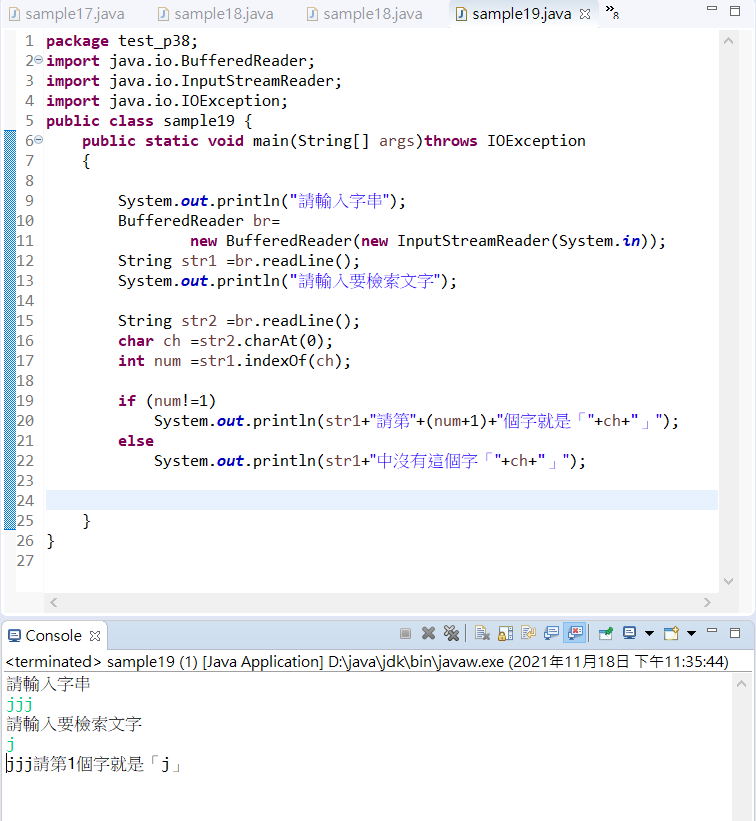 sample17.java sample18.java sample18.java sample19.java »8
1 package test_p38;
2 import java.io.BufferedReader;
3 import java.io.InputStreamReader;
4 import java.io.IOException;
5 public class sample19 {
6 public static void main(String[] args)throws IOException
7 {
8
9 System.out.println("請輸入字串");
10 BufferedReader br=
11 new BufferedReader(new InputStreamReader(System.in));
12 String str1 =br.readLine();
13 System.out.println("請輸入要檢索文字");
14
15 String str2 =br.readLine();
16 char ch =str2.charAt(0);
17 int num =str1.indexOf(ch);
18
19 if (num!=1)
20 System.out.println(str1+"請第"+(num+1)+"個字就是「"+ch+"」");
21 else
22 System.out.println(str1+"中沒有這個字「"+ch+"」");
23
24
25 }
26 }
27
Console
<terminated> sample19 (1) [Java Application] D:\java\jdk\bin\javaw.exe (2021年11月18日 下午11:35:44)
請輸入字串
jjj
請輸入要檢索文字
j
jjj請第1個字就是「j」